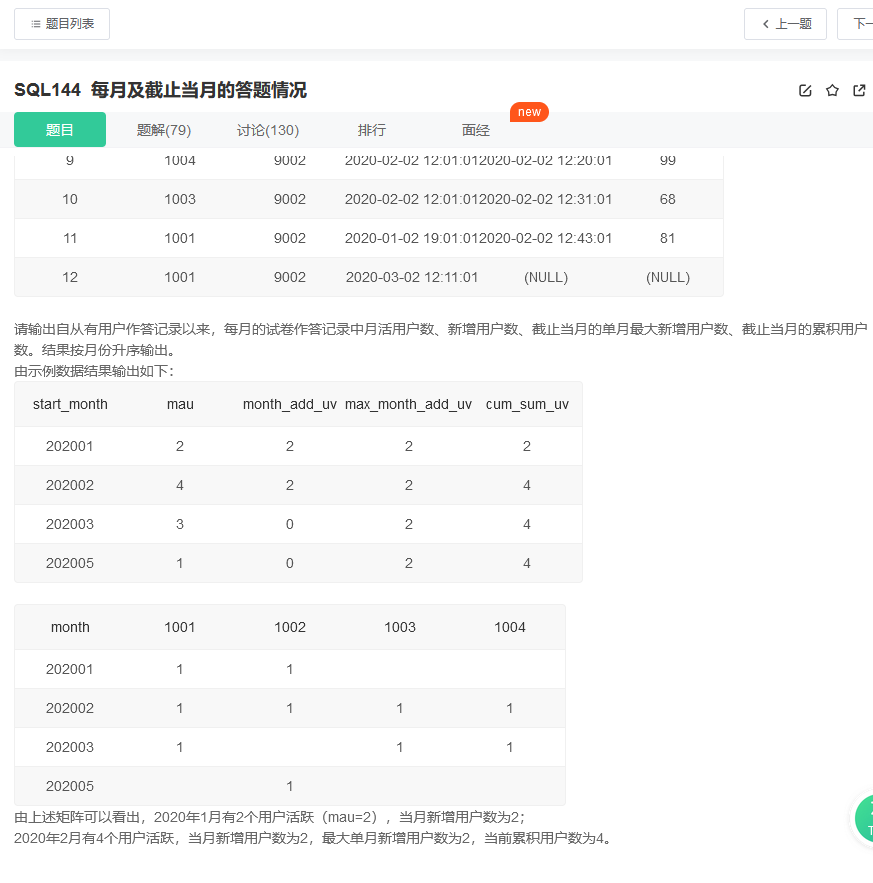 题目列表
上一题
下一
SQL144 每月及截止当月的答题情况
题目 题解(79) 讨论(130) 排行 面经 new
9 1004 9002 2020-02-02 12:01:01 2020-02-02 12:20:01 99
10 1003 9002 2020-02-02 12:01:01 2020-02-02 12:31:01 68
11 1001 9002 2020-01-02 19:01:01 2020-02-02 12:43:01 81
12 1001 9002 2020-03-02 12:11:01 (NULL) (NULL)
请输出自从有用户作答记录以来，每月的试卷作答记录中月活用户数、新增用户数、截止当月的单月最大新增用户数、截止当月的累积用户
数。结果按月份升序输出。
由示例数据结果输出如下：
start_month mau month_add_uv max_month_add_uv cum_sum_uv
202001 2 2 2 2
202002 4 2 2 4
202003 3 0 2 4
202005 1 0 2 4
month 1001 1002 1003 1004
202001 1 1
202002 1 1 1 1
202003 1 1 1
202005 1
由上述矩阵可以看出，2020年1月有2个用户活跃（mau=2），当月新增用户数为2；
2020年2月有4个用户活跃，当月新增用户数为2，最大单月新增用户数为2，当前累积用户数为4。